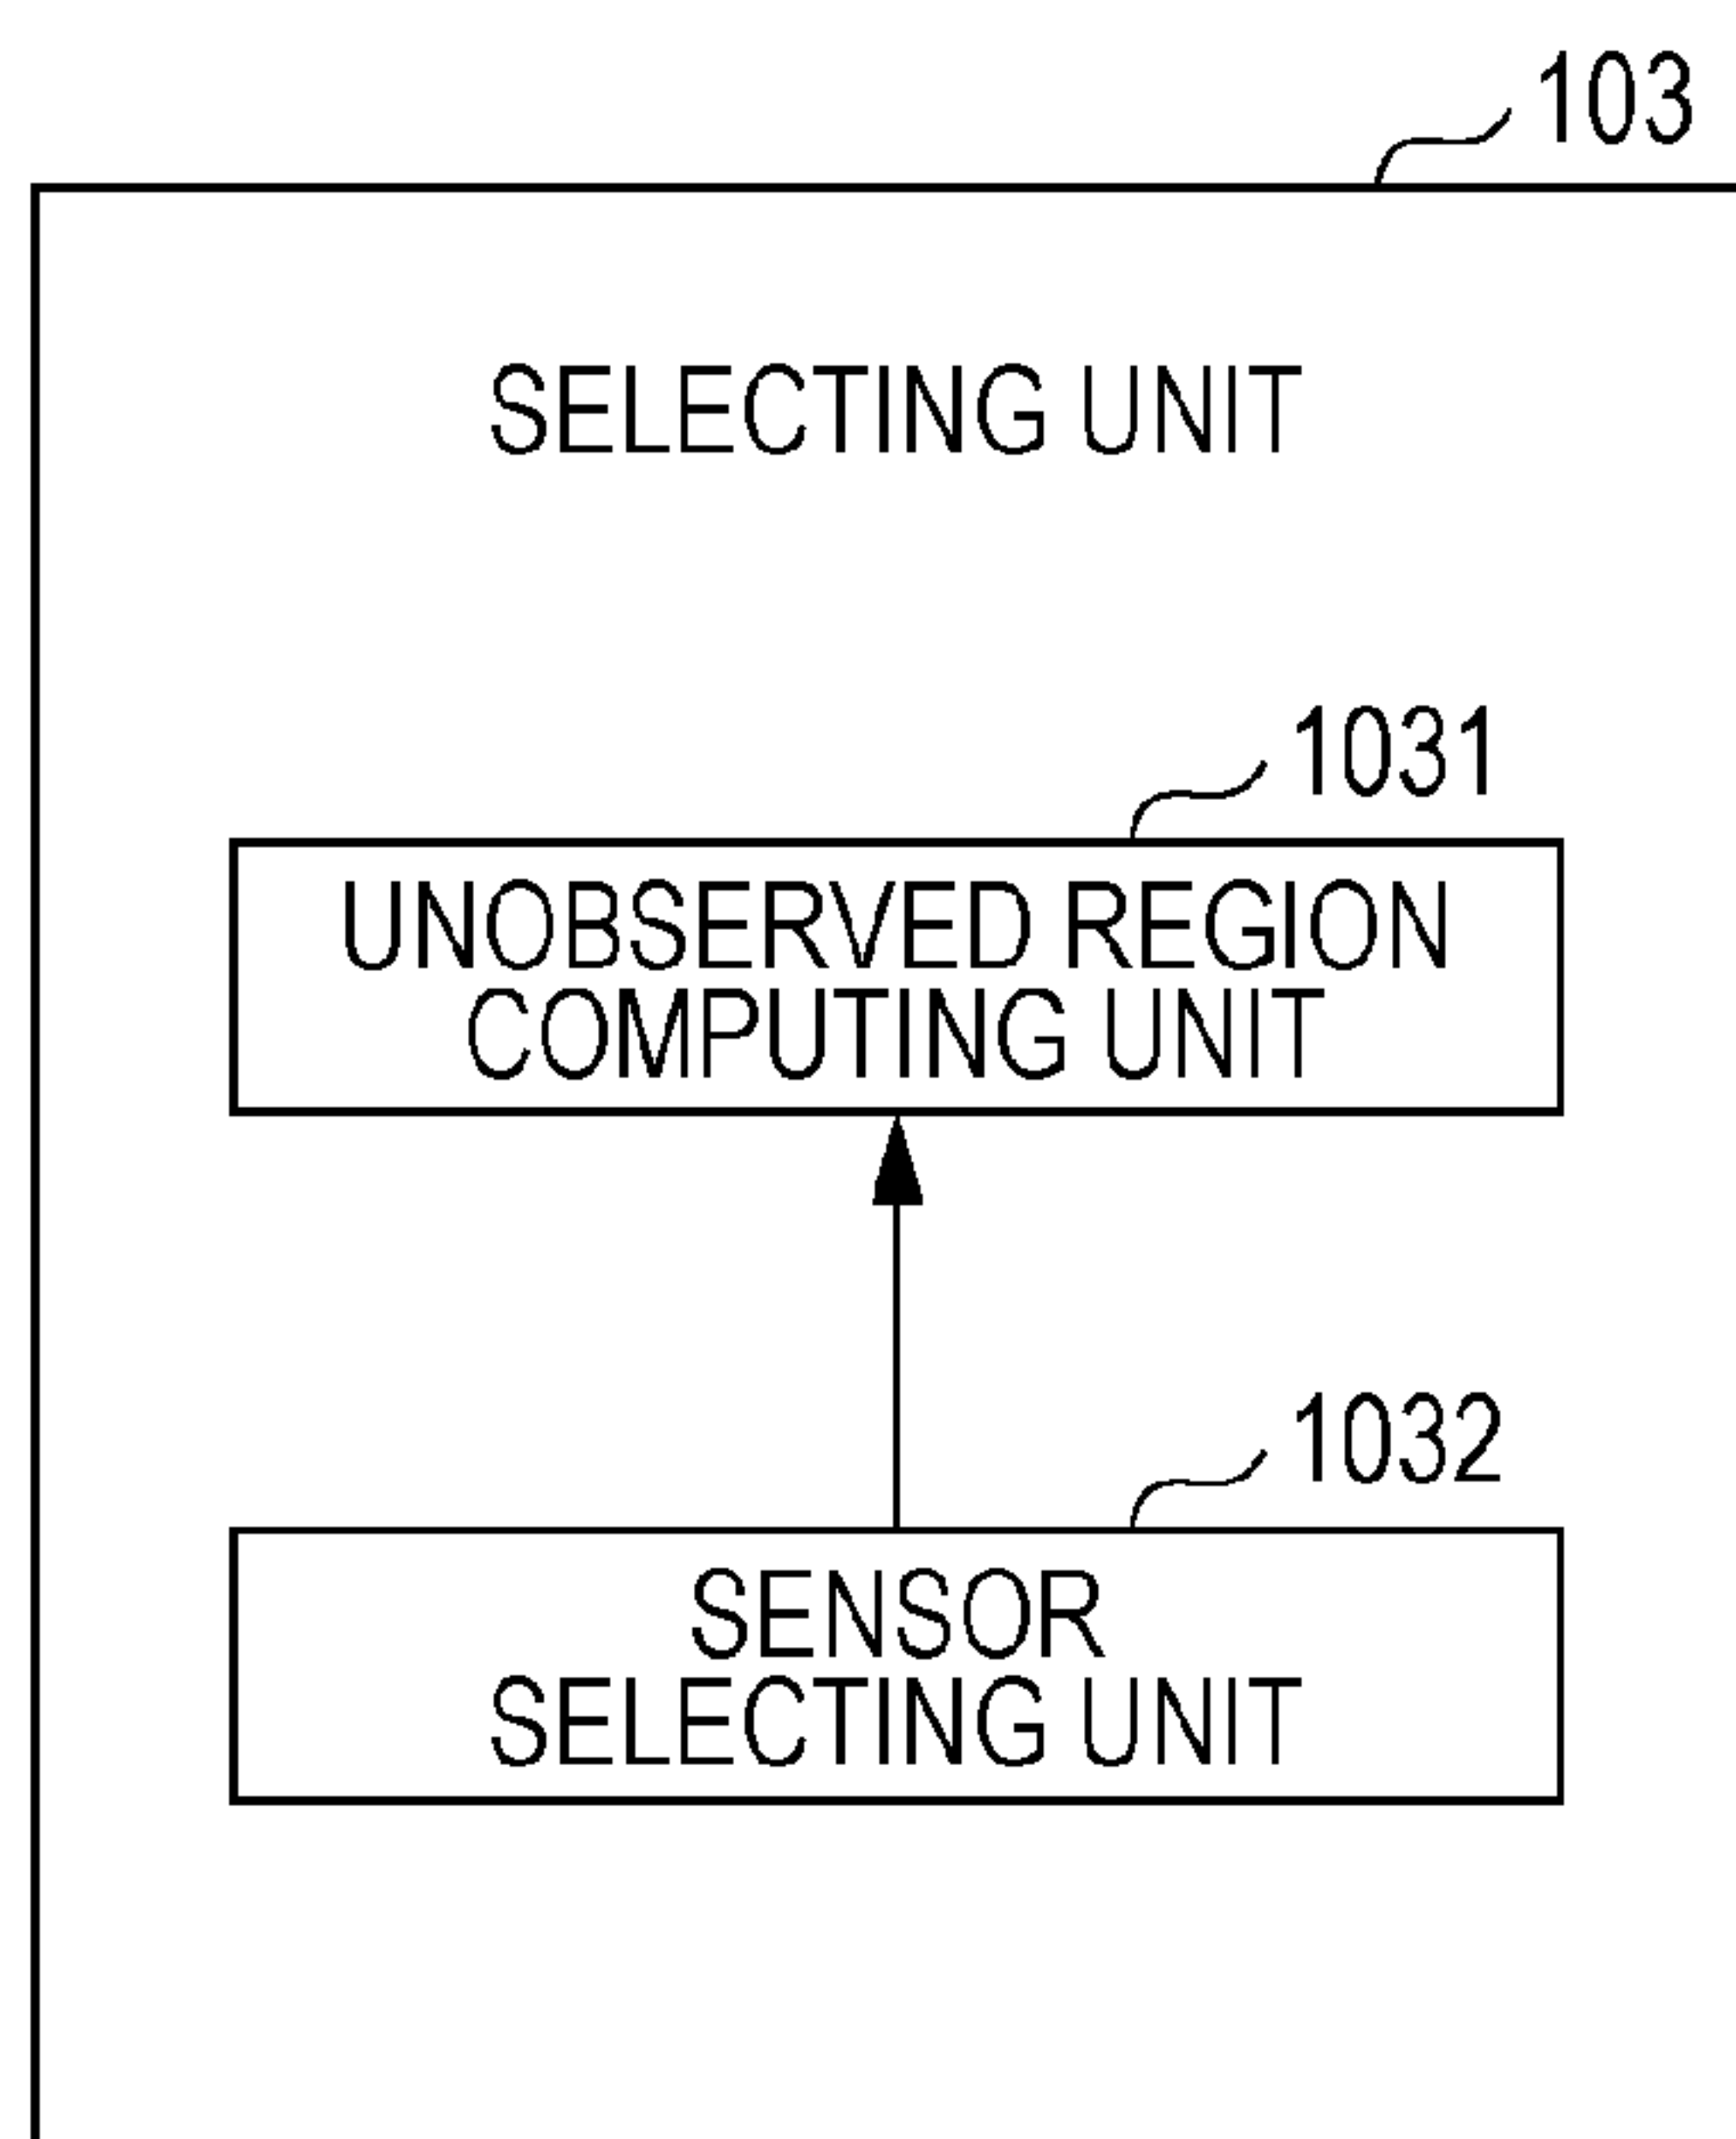 103
SELECTING UNIT
1031
UNOBSERVED REGION
COMPUTING UNIT
1032
SENSOR
SELECTING UNIT